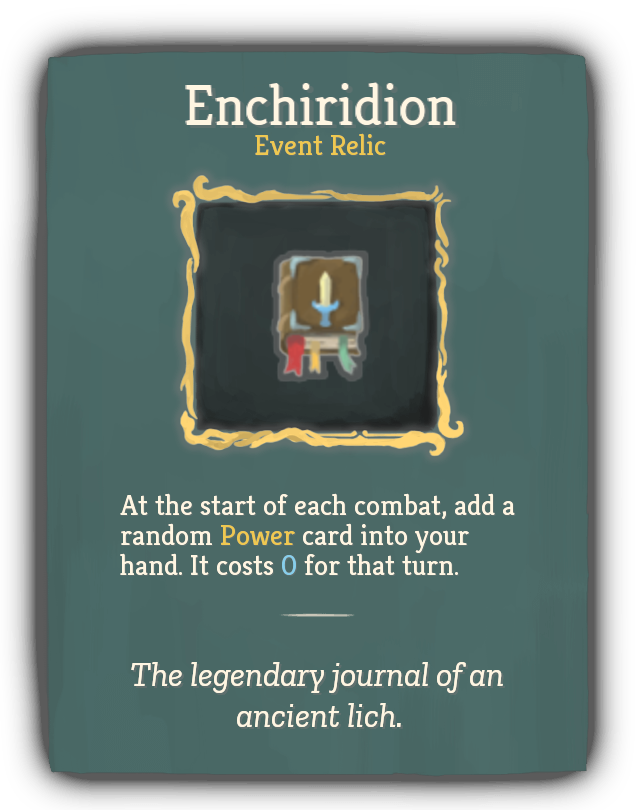 Enchiridion
Event Relic
At the start of each combat, add a
random Power card into your
hand. It costs 0 for that turn.
The legendary journal of an
ancient lich.